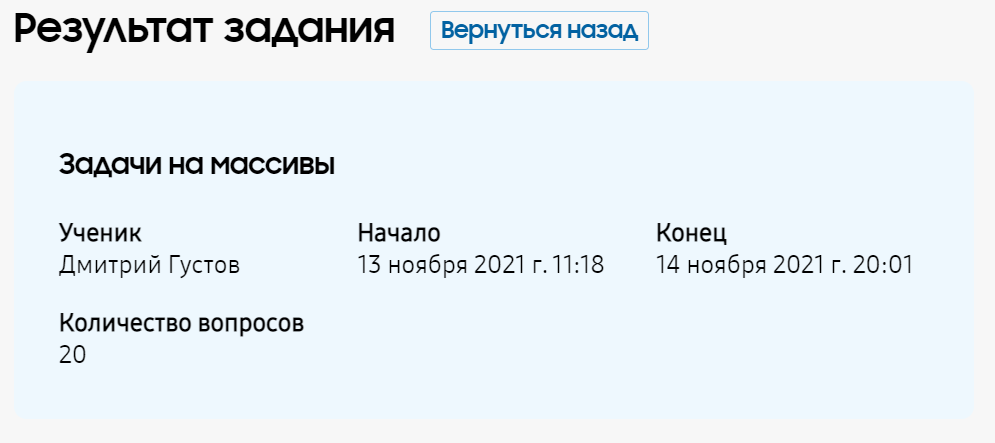 Результат задания
Вернуться назад
Задачи на массивы
Ученик
Дмитрий Густов
Начало
13 ноября 2021 г. 11:18
Конец
14 ноября 2021 г. 20:01
Количество вопросов
20